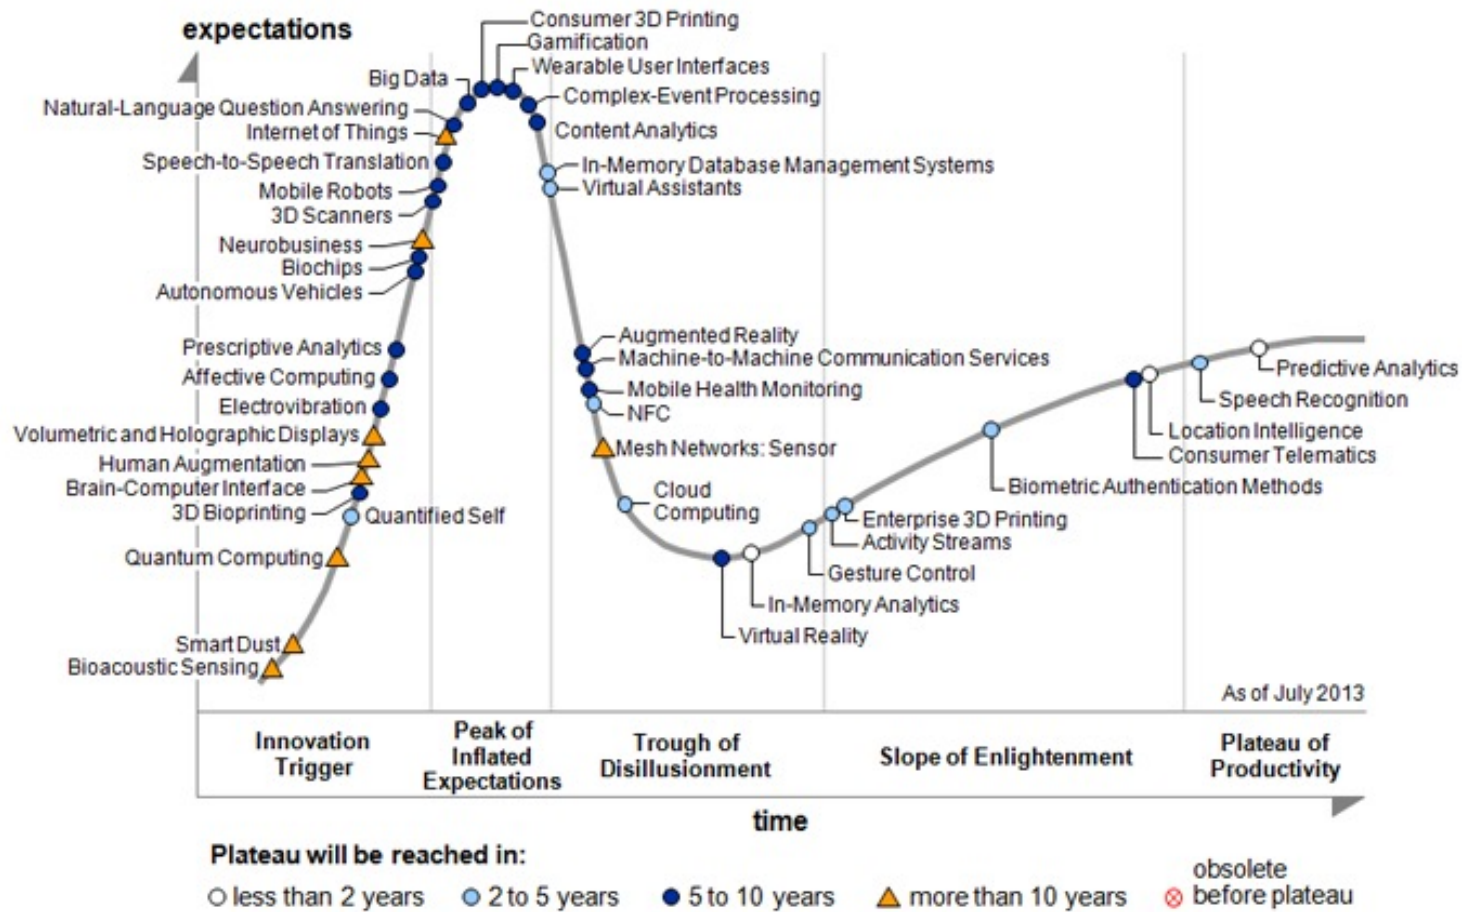 expectations
Consumer 3D Printing
Gamification
Wearable User Interfaces
Big Data
Complex-Event Processing
Natural-Language Question Answering
Internet of Things
Content Analytics
Speech-to-Speech Translation
In-Memory Database Management Systems
Mobile Robots
Virtual Assistants
3D Scanners
Neurobusiness
Biochips
Autonomous Vehicles
Augmented Reality
Prescriptive Analytics
Machine-to-Machine Communication Services
Affective Computing
Mobile Health Monitoring
Electrovibration
NFC
Volumetric and Holographic Displays
Mesh Networks: Sensor
Human Augmentation
Brain-Computer Interface
3D Bioprinting
Quantified Self
Cloud
Computing
Quantum Computing
Smart Dust
Bioacoustic Sensing
Predictive Analytics
Speech Recognition
Location Intelligence
Consumer Telematics
Biometric Authentication Methods
Enterprise 3D Printing
Activity Streams
Gesture Control
In-Memory Analytics
Virtual Reality
As of July 2013
Innovation
Trigger
Peak of
Inflated
Expectations
Trough of
Disillusionment
Slope of Enlightenment
Plateau of
Productivity
time
Plateau will be reached in:
less than 2 years
2 to 5 years
5 to 10 years
more than 10 years
obsolete
before plateau